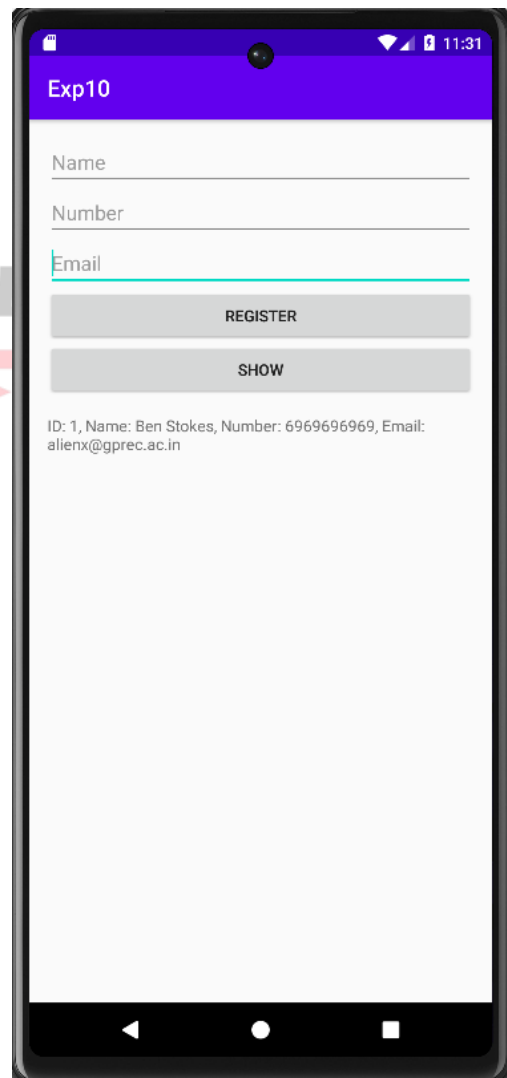 11:31
Exp10
Name
Number
Email
REGISTER
SHOW
ID: 1, Name: Ben Stokes, Number: 6969696969, Email:
alienx@gprec.ac.in